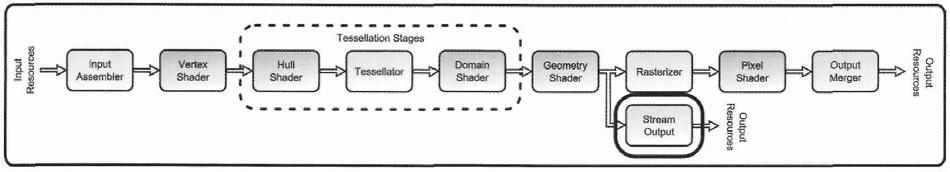 Tessellation Stages
Input
Resources
Input
Assembler
Vertex
Shader
Hull
Shader
Tessellator
Domain
Shader
Geometry
Shader
Rasterizer
Pixel
Shader
Output
Merger
Output
Resources
Stream
Output
Output
Resources